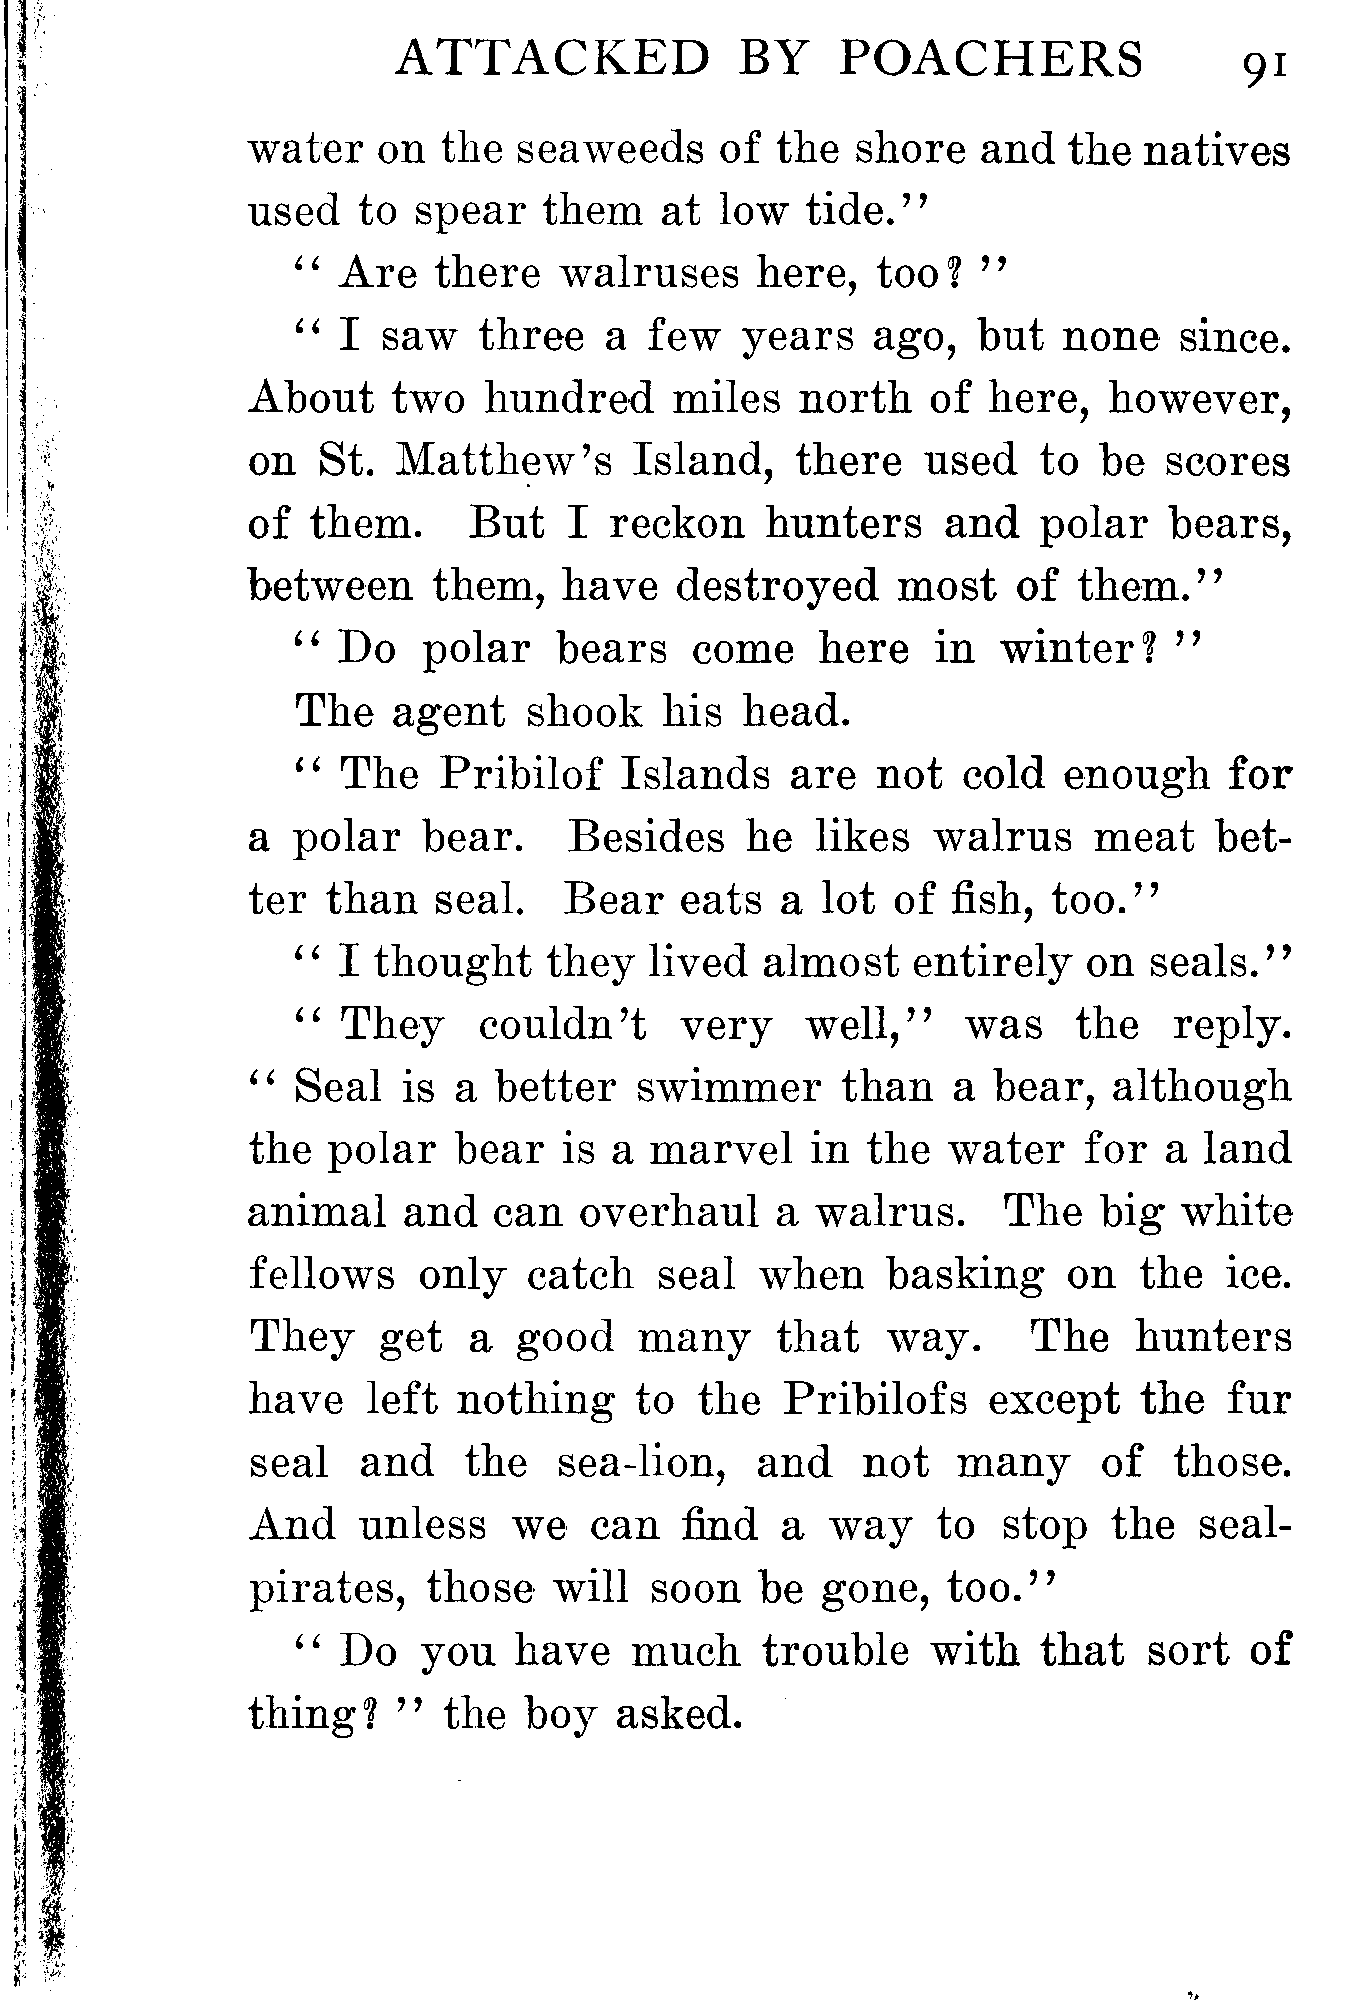 ATTACKED BY POACHERS 91
water on the seaweeds of the shore and the natives
used to spear them at low tide.”
“ Are there walruses here, too? ”
“ I saw three a few years ago, but none since.
About two hundred miles north of here, however,
on St. Matthew’s Island, there used to be scores
of them. But I reckon hunters and polar bears,
between them, have destroyed most of them.”
“ Do polar bears come here in winter? ”
The agent shook his head.
“ The Pribilof Islands are not cold enough for
a polar bear. Besides he likes walrus meat bet-
ter than seal. Bear eats a lot of fish, too.”
“ I thought they lived almost entirely on seals.”
“ They couldn’t very well,” was the reply.
“ Seal is a better swimmer than a bear, although
the polar bear is a marvel in the water for a land
animal and can overhaul a walrus. The big white
fellows only catch seal when basking on the ice.
They get a good many that way. The hunters
have left nothing to the Pribilofs except the fur
seal and the sea-lion, and not many of those.
And unless we can find a way to stop the seal-
pirates, those will soon be gone, too.”
“ Do you have much trouble with that sort of
thing? ” the boy asked.